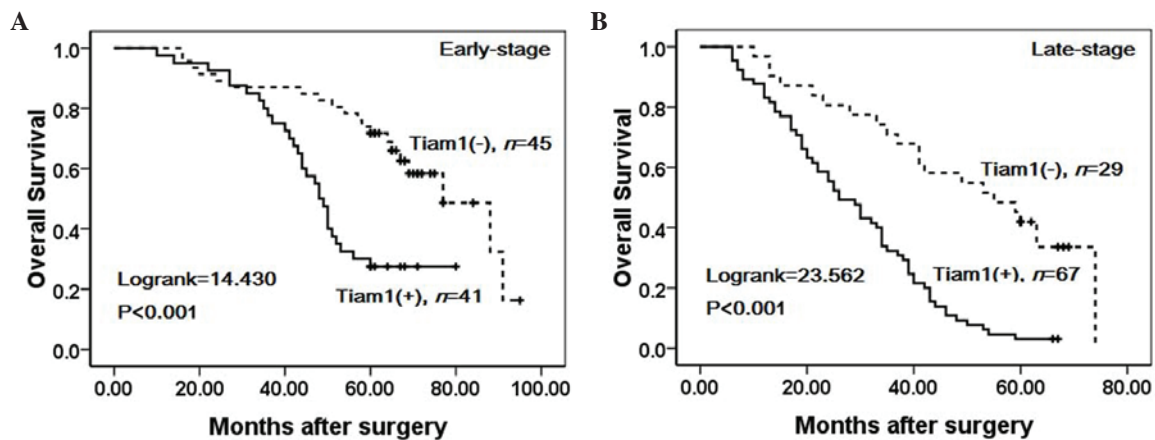 A
Early-stage
Overall Survival
1.0
0.8
0.6
0.4
0.2
0.0
Tiam1(-), n=45
Logrank=14.430
P<0.001
Tiam1(+), n=41
0.00 20.00 40.00 60.00 80.00 100.00
Months after surgery
B
Late-stage
Overall Survival
1.0
0.8
0.6
0.4
0.2
0.0
Tiam1(-), n=29
Logrank=23.562
P<0.001
Tiam1(+), n=67
0.00 20.00 40.00 60.00 80.00
Months after surgery